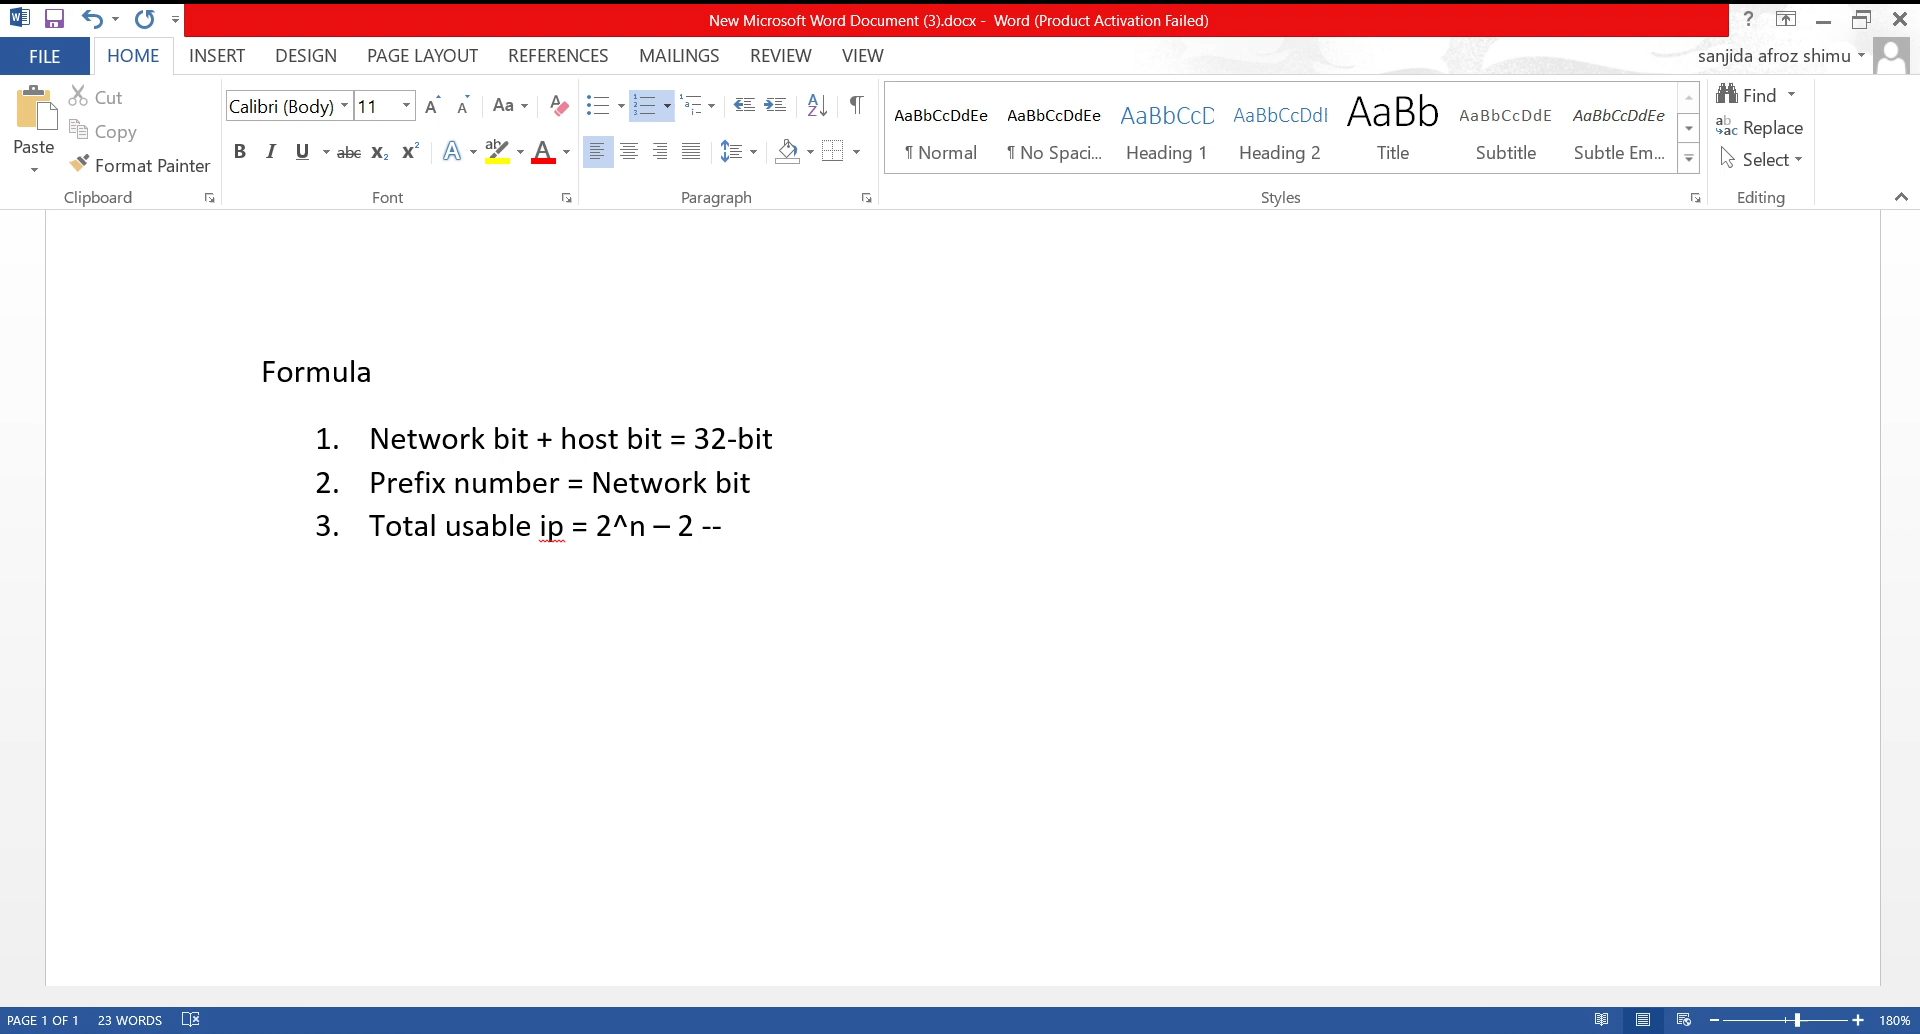 New Microsoft Word Document (3).docx - Word (Product Activation Failed)
?
FILE HOME INSERT DESIGN PAGE LAYOUT REFERENCES MAILINGS REVIEW VIEW
sanjida afroz shimu
Paste
Cut
Copy
Format Painter
Clipboard
Calibri (Body) 11
Aa
B I U abc X₂ X²
Font
Paragraph
AaBbCcDdEe AaBbCcDdEe AaBbCcD AaBbCcDdI AaBb AaBbCcDdE AaBbCcDdEe
¶ Normal ¶ No Spaci... Heading 1 Heading 2 Title Subtitle Subtle Em...
Styles
Find
Replace
Select
Editing
Formula
1. Network bit + host bit = 32-bit
2. Prefix number = Network bit
3. Total usable ip = 2^n – 2 --
PAGE 1 OF 1 23 WORDS
180%